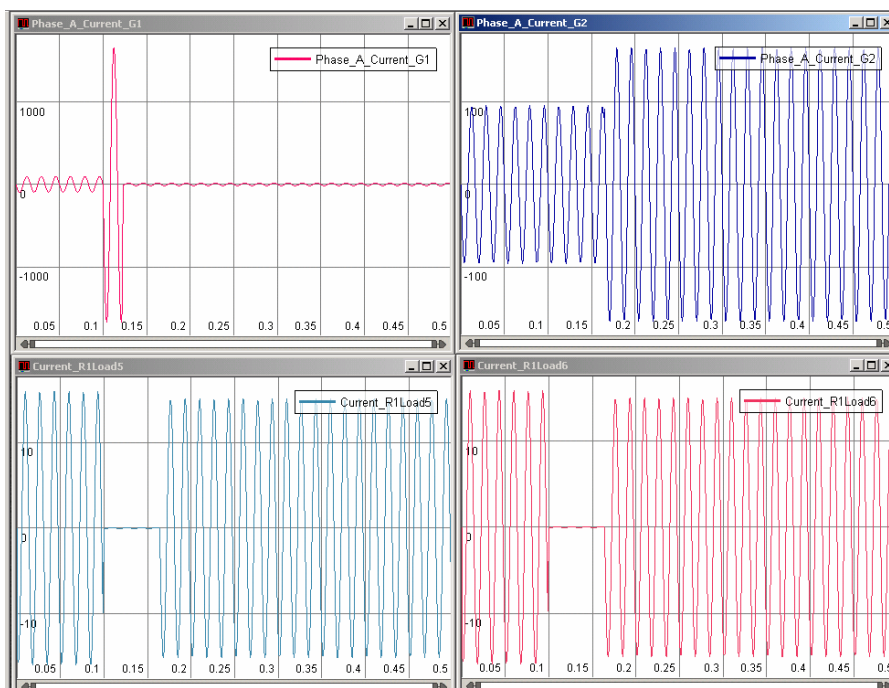 Phase_A_Current_G1
Phase_A_Current_G1
1000
0
-1000
0.05 0.1 0.15 0.2 0.25 0.3 0.35 0.4 0.45 0.5
Phase_A_Current_G2
Phase_A_Current_G2
100
0
-100
0.05 0.1 0.15 0.2 0.25 0.3 0.35 0.4 0.45 0.5
Current_R1Load5
Current_R1Load5
10
0
-10
0.05 0.1 0.15 0.2 0.25 0.3 0.35 0.4 0.45 0.5
Current_R1Load6
Current_R1Load6
10
0
-10
0.05 0.1 0.15 0.2 0.25 0.3 0.35 0.4 0.45 0.5